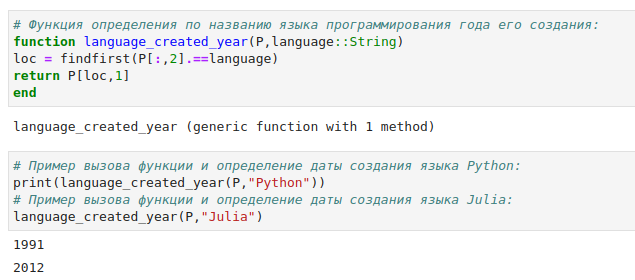 # Функция определения по названию языка программирования года его создания:
function language_created_year(P,language::String)
loc = findfirst(P[:,2].==language)
return P[loc,1]
end
language_created_year (generic function with 1 method)
# Пример вызова функции и определение даты создания языка Python:
print(language_created_year(P,"Python"))
# Пример вызова функции и определение даты создания языка Julia:
language_created_year(P,"Julia")
1991
2012